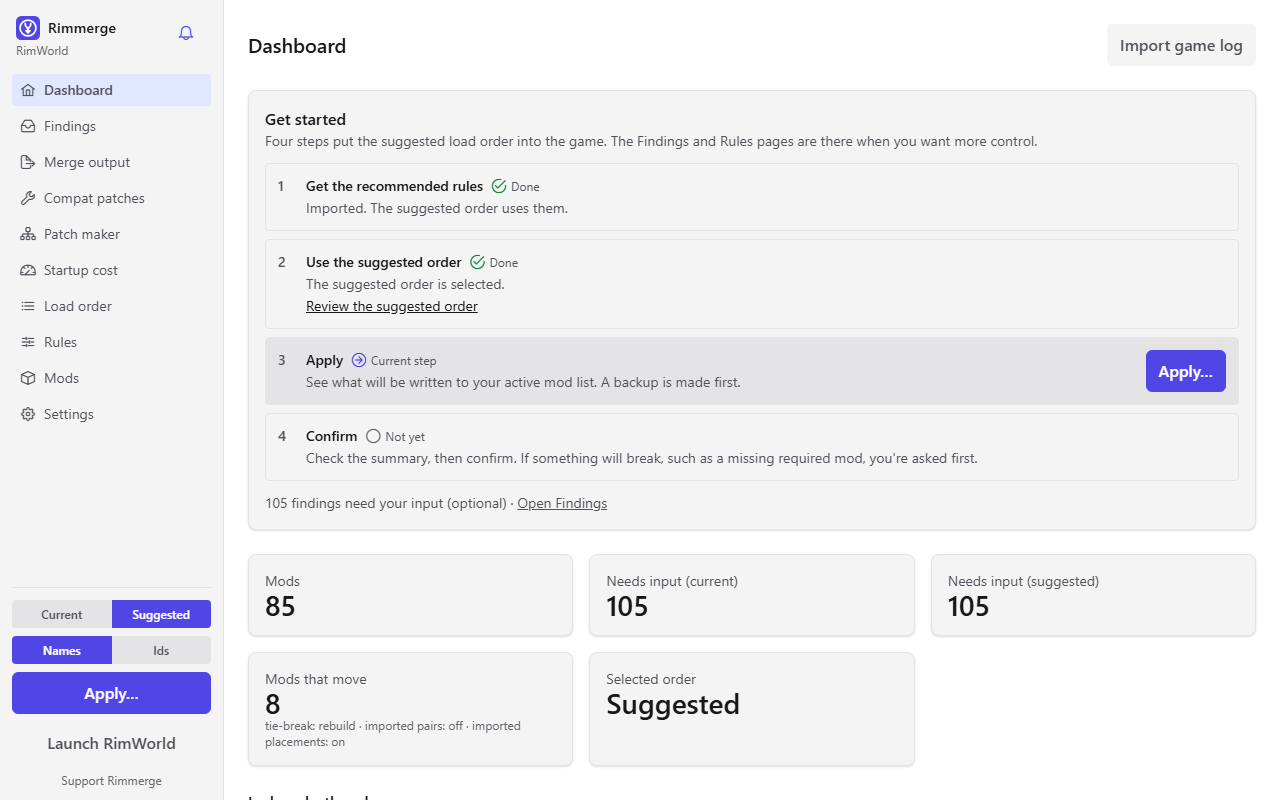 Rimmerge
RimWorld
Dashboard
Findings
Merge output
Compat patches
Patch maker
Startup cost
Load order
Rules
Mods
Settings
Current
Suggested
Names
Ids
Apply...
Launch RimWorld
Support Rimmerge
Dashboard
Import game log
Get started
Four steps put the suggested load order into the game. The Findings and Rules pages are there when you want more control.
1 Get the recommended rules Done
Imported. The suggested order uses them.
2 Use the suggested order Done
The suggested order is selected.
Review the suggested order
3 Apply Current step
See what will be written to your active mod list. A backup is made first.
Apply...
4 Confirm Not yet
Check the summary, then confirm. If something will break, such as a missing required mod, you're asked first.
105 findings need your input (optional) · Open Findings
Mods
85
Needs input (current)
105
Needs input (suggested)
105
Mods that move
8
tie-break: rebuild · imported pairs: off · imported
placements: on
Selected order
Suggested